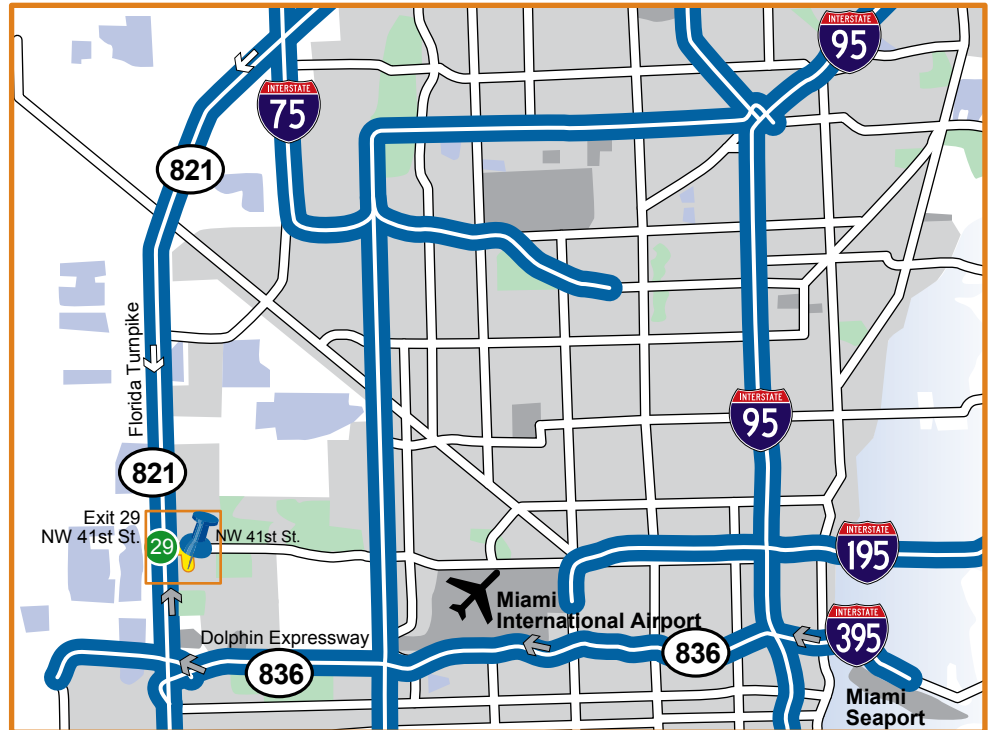 INTERSTATE
95
INTERSTATE
75
821
Florida Turnpike
INTERSTATE
95
821
Exit 29
NW 41st St.
29
NW 41st St.
INTERSTATE
195
Miami
International Airport
Dolphin Expressway
836
836
INTERSTATE
395
Miami
Seaport